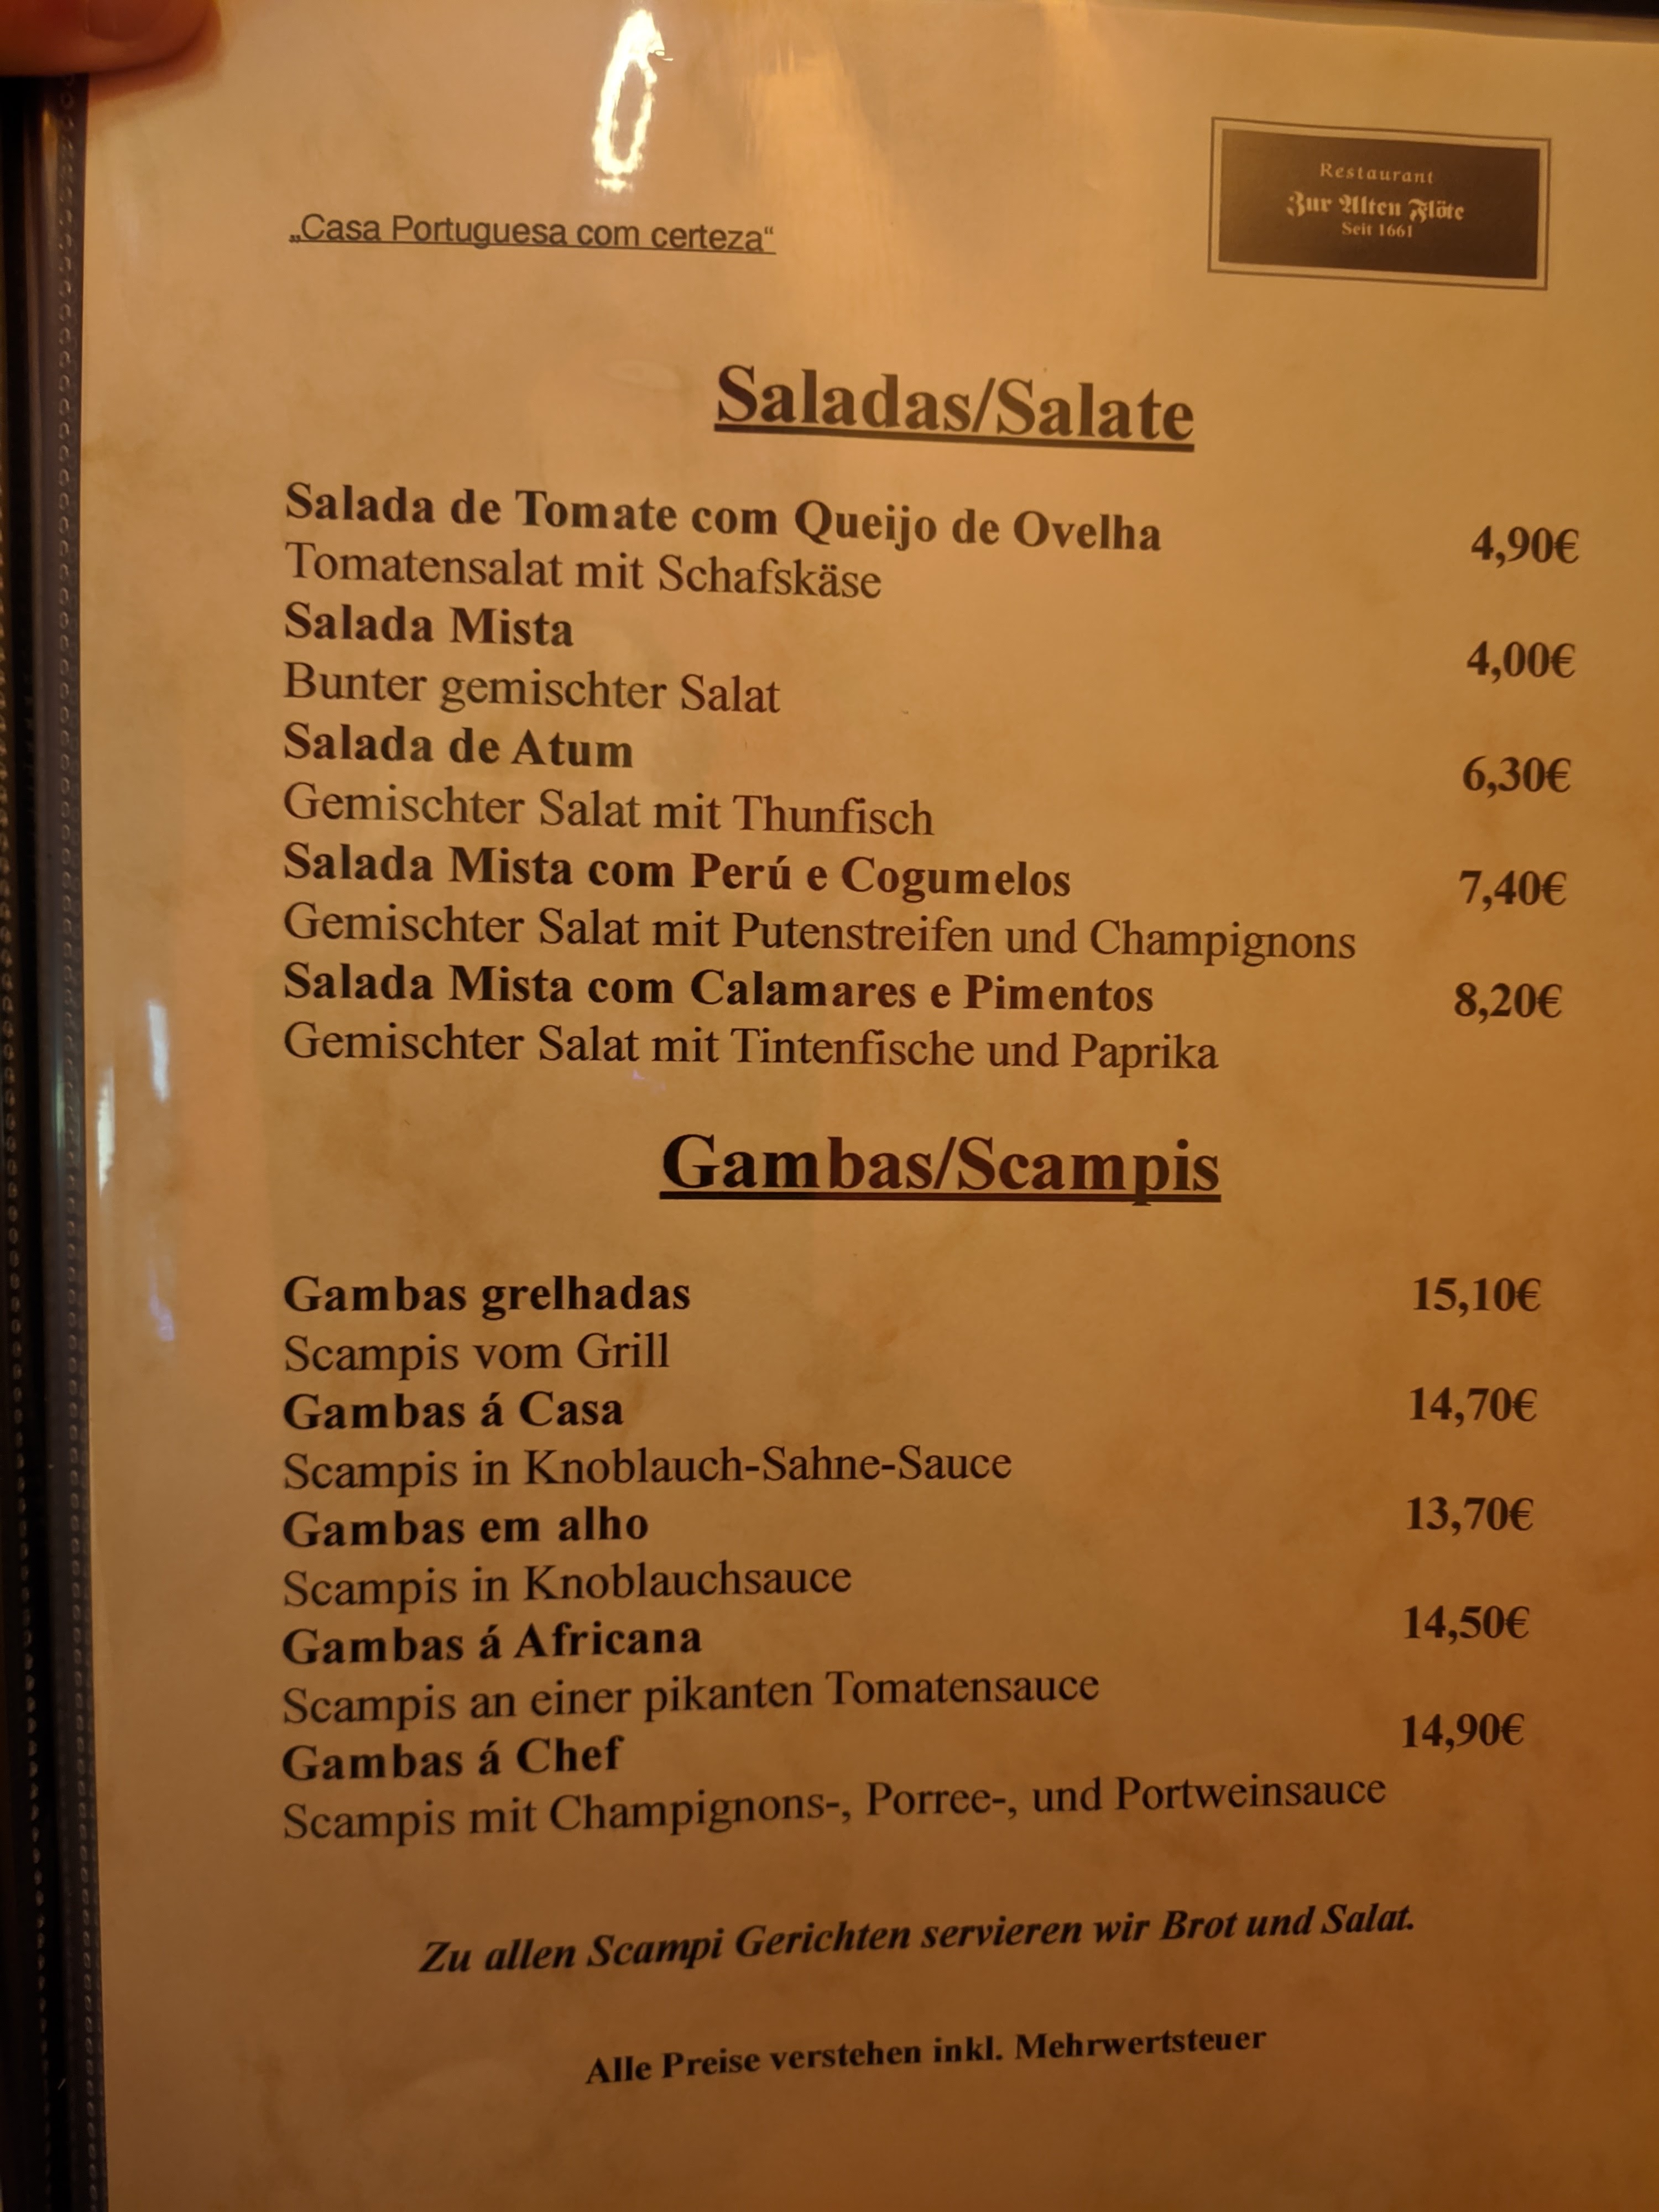 „Casa Portuguesa com certeza“
Restaurant
Zur Alten Flöte
Seit 1661
Saladas/Salate
Salada de Tomate com Queijo de Ovelha 4,90€
Tomatensalat mit Schafskäse
Salada Mista 4,00€
Bunter gemischter Salat
Salada de Atum 6,30€
Gemischter Salat mit Thunfisch
Salada Mista com Perú e Cogumelos 7,40€
Gemischter Salat mit Putenstreifen und Champignons
Salada Mista com Calamares e Pimentos 8,20€
Gemischter Salat mit Tintenfische und Paprika
Gambas/Scampis
Gambas grelhadas 15,10€
Scampis vom Grill
Gambas á Casa 14,70€
Scampis in Knoblauch-Sahne-Sauce
Gambas em alho 13,70€
Scampis in Knoblauchsauce
Gambas á Africana 14,50€
Scampis an einer pikanten Tomatensauce
Gambas á Chef 14,90€
Scampis mit Champignons-, Porree-, und Portweinsauce
Zu allen Scampi Gerichten servieren wir Brot und Salat.
Alle Preise verstehen inkl. Mehrwertsteuer